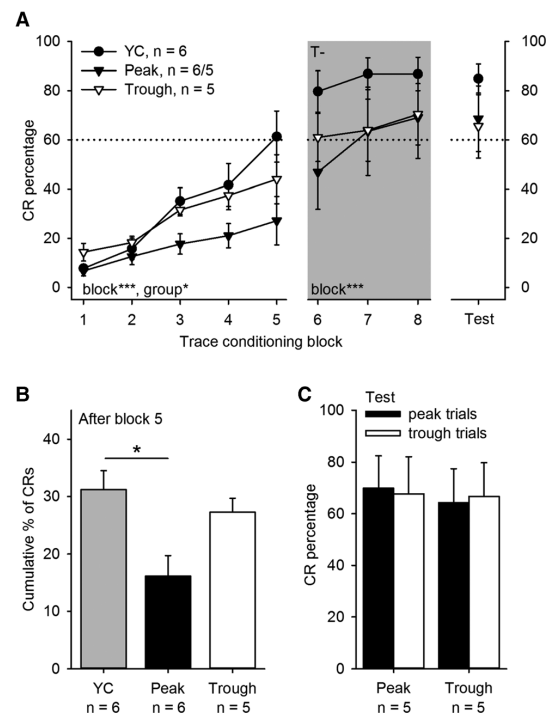 A
100
80
60
40
20
0
CR percentage
YC, n = 6
Peak, n = 6/5
Trough, n = 5
T-
100
80
60
40
20
0
block***, group*
block***
1 2 3 4 5 6 7 8 Test
Trace conditioning block
B
After block 5
*
40
30
20
10
0
Cumulative % of CRs
YC Peak Trough
n = 6 n = 6 n = 5
C
Test
peak trials
trough trials
100
80
60
40
20
0
CR percentage
Peak Trough
n = 5 n = 5